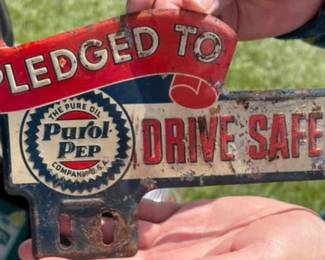 PLEDGED TO
THE PURE OIL
Purol-
PEP
COMPANY U.S.A.
DRIVE SAFE